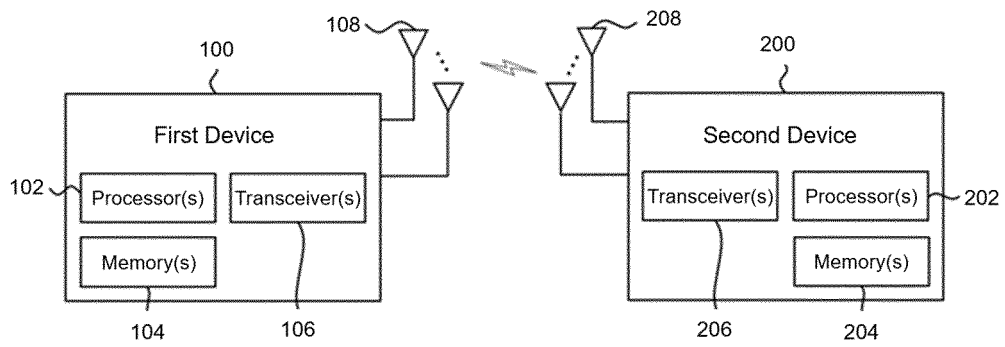 108
208
100
200
First Device
Second Device
102
Processor(s)
Transceiver(s)
Transceiver(s)
Processor(s)
202
Memory(s)
Memory(s)
104
106
206
204